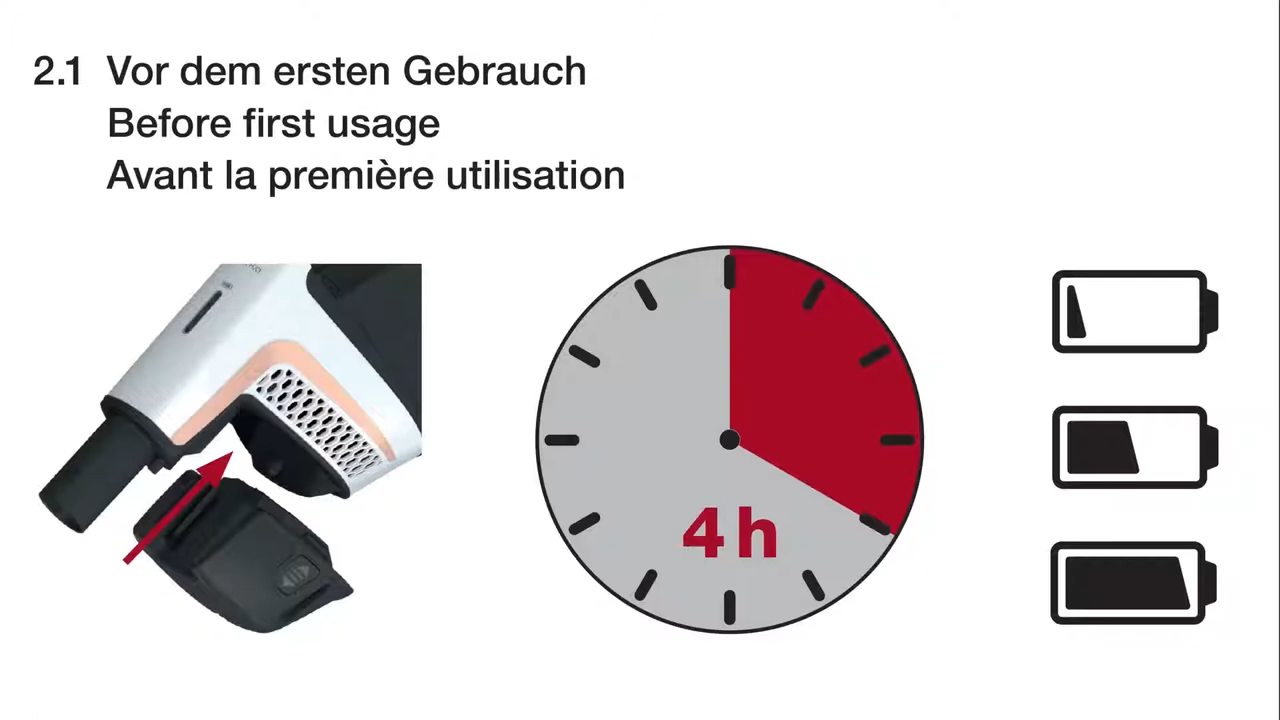 2.1 Vor dem ersten Gebrauch
Before first usage
Avant la première utilisation
4 h